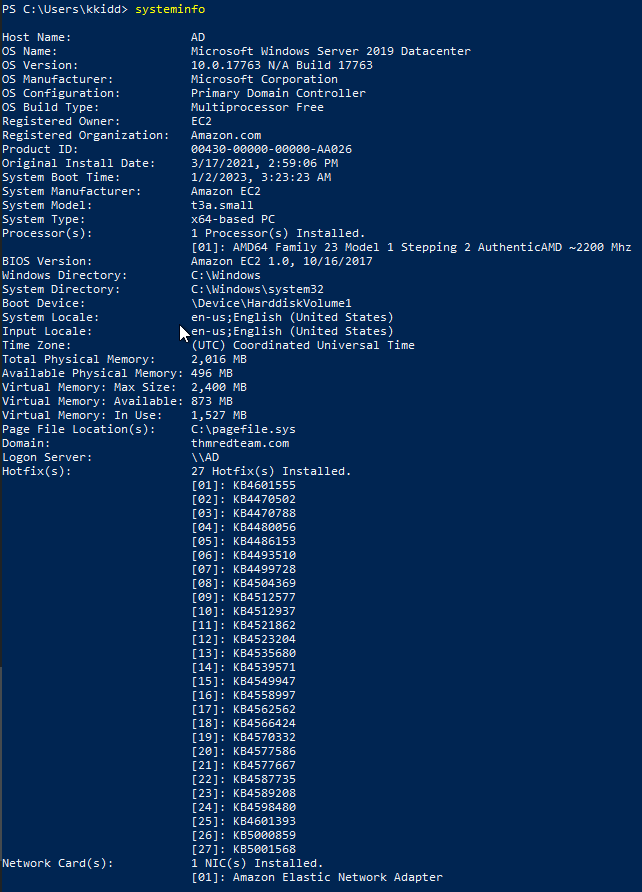 PS C:\Users\kkidd> systeminfo
Host Name: AD
OS Name: Microsoft Windows Server 2019 Datacenter
OS Version: 10.0.17763 N/A Build 17763
OS Manufacturer: Microsoft Corporation
OS Configuration: Primary Domain Controller
OS Build Type: Multiprocessor Free
Registered Owner: EC2
Registered Organization: Amazon.com
Product ID: 00430-00000-00000-AA026
Original Install Date: 3/17/2021, 2:59:06 PM
System Boot Time: 1/2/2023, 3:23:23 AM
System Manufacturer: Amazon EC2
System Model: t3a.small
System Type: x64-based PC
Processor(s): 1 Processor(s) Installed.
[01]: AMD64 Family 23 Model 1 Stepping 2 AuthenticAMD ~2200 Mhz
BIOS Version: Amazon EC2 1.0, 10/16/2017
Windows Directory: C:\Windows
System Directory: C:\Windows\system32
Boot Device: \Device\HarddiskVolume1
System Locale: en-us;English (United States)
Input Locale: en-us;English (United States)
Time Zone: (UTC) Coordinated Universal Time
Total Physical Memory: 2,016 MB
Available Physical Memory: 496 MB
Virtual Memory: Max Size: 2,400 MB
Virtual Memory: Available: 873 MB
Virtual Memory: In Use: 1,527 MB
Page File Location(s): C:\pagefile.sys
Domain: thmredteam.com
Logon Server: \\AD
Hotfix(s): 27 Hotfix(s) Installed.
[01]: KB4601555
[02]: KB4470502
[03]: KB4470788
[04]: KB4480056
[05]: KB4486153
[06]: KB4493510
[07]: KB4499728
[08]: KB4504369
[09]: KB4512577
[10]: KB4512937
[11]: KB4521862
[12]: KB4523204
[13]: KB4535680
[14]: KB4539571
[15]: KB4549947
[16]: KB4558997
[17]: KB4562562
[18]: KB4566424
[19]: KB4570332
[20]: KB4577586
[21]: KB4577667
[22]: KB4587735
[23]: KB4589208
[24]: KB4598480
[25]: KB4601393
[26]: KB5000859
[27]: KB5001568
Network Card(s): 1 NIC(s) Installed.
[01]: Amazon Elastic Network Adapter